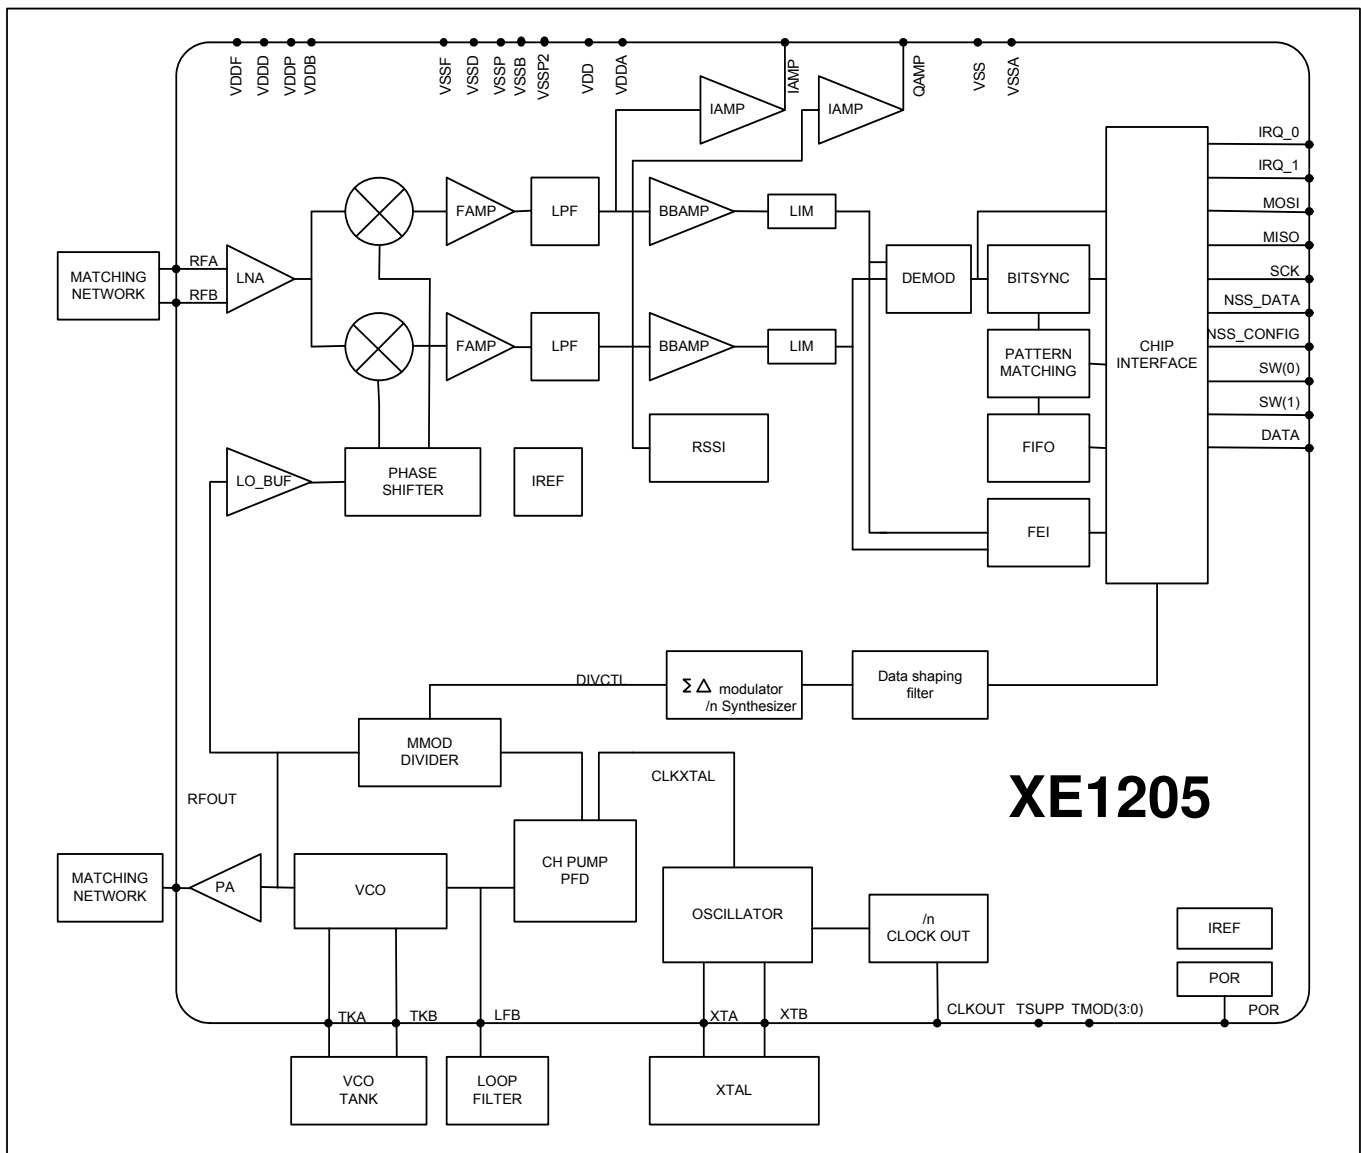 VDDF
VDDD
VDDP
VDDB
VSSF
VSSD
VSSP
VSSB
VSSP2
VDD
VDDA
IAMP
QAMP
VSS
VSSA
IAMP
IAMP
IRQ_0
IRQ_1
MOSI
MISO
SCK
NSS_DATA
NSS_CONFIG
SW(0)
SW(1)
DATA
MATCHING
NETWORK
RFA
RFB
LNA
FAMP
LPF
BBAMP
LIM
DEMOD
BITSYNC
CHIP
INTERFACE
FAMP
LPF
BBAMP
LIM
PATTERN
MATCHING
LO_BUF
PHASE
SHIFTER
IREF
RSSI
FIFO
FEI
DIVCTL
Σ Δ modulator
/n Synthesizer
Data shaping
filter
MMOD
DIVIDER
CLKXTAL
XE1205
RFOUT
MATCHING
NETWORK
PA
VCO
CH PUMP
PFD
OSCILLATOR
/n
CLOCK OUT
IREF
POR
TKA
TKB
LFB
XTA
XTB
CLKOUT
TSUPP
TMOD(3:0)
POR
VCO
TANK
LOOP
FILTER
XTAL